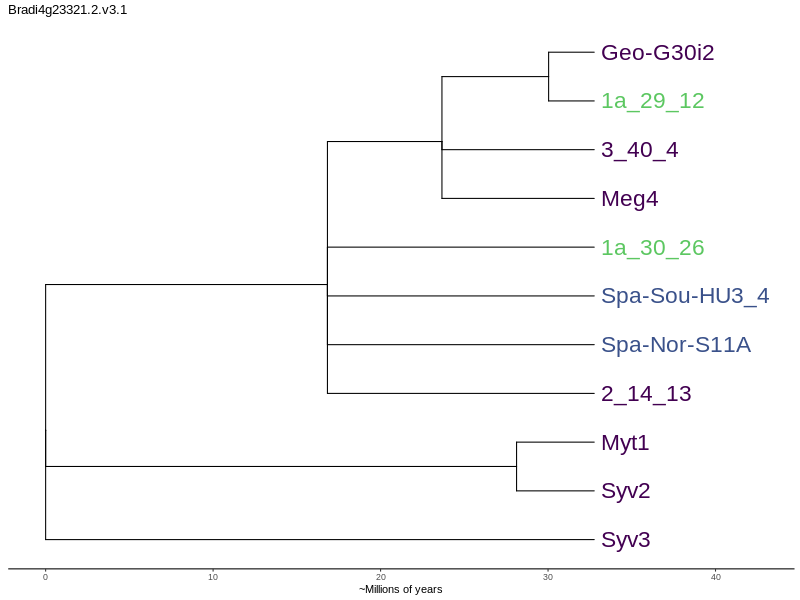 Bradi4g23321.2.v3.1
Geo-G30i2
1a_29_12
3_40_4
Meg4
1a_30_26
Spa-Sou-HU3_4
Spa-Nor-S11A
2_14_13
Myt1
Syv2
Syv3
0 10 20 30 40
~Millions of years